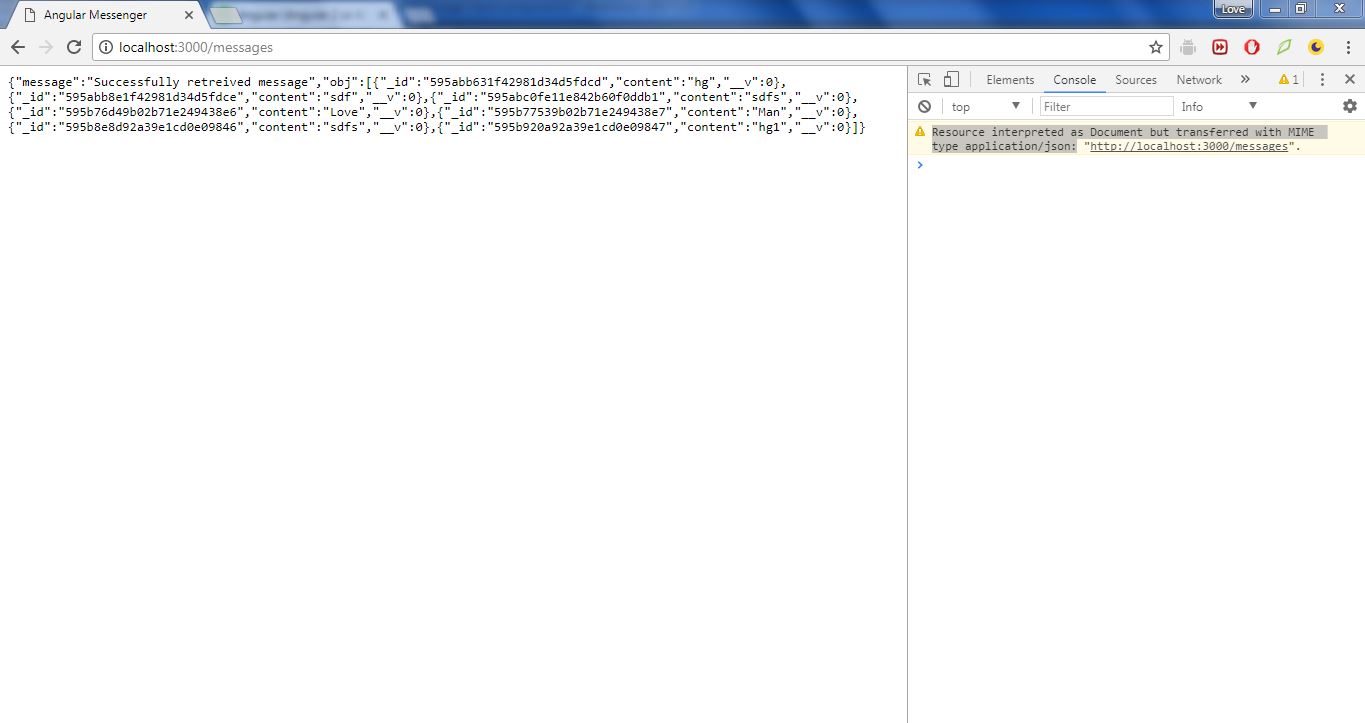 Angular Messenger
Love
localhost:3000/messages
{"message":"Successfully retreived message","obj":[{"_id":"595abb631f42981d34d5fdcd","content":"hg","__v":0},
{"_id":"595abb8e1f42981d34d5fdce","content":"sdf","__v":0},{"_id":"595abc0fe11e842b60f0ddb1","content":"sdfs","__v":0},
{"_id":"595b76d49b02b71e249438e6","content":"Love","__v":0},{"_id":"595b77539b02b71e249438e7","content":"Man","__v":0},
{"_id":"595b8e8d92a39e1cd0e09846","content":"sdfs","__v":0},{"_id":"595b920a92a39e1cd0e09847","content":"hg1","__v":0}]}
Elements Console Sources Network » 1
top Filter Info
Resource interpreted as Document but transferred with MIME
type application/json: "http://localhost:3000/messages".